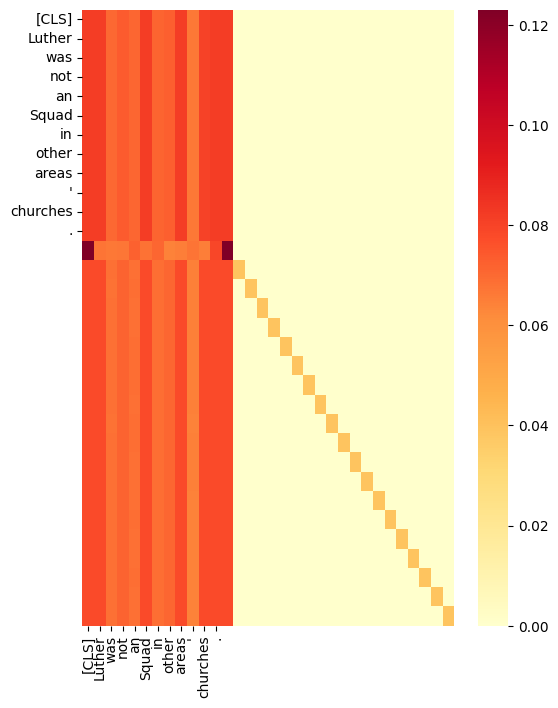 [CLS]
Luther
was
not
an
Squad
in
other
areas
'
churches
.
0.12
0.10
0.08
0.06
0.04
0.02
0.00
[CLS]
Luther
was
not
an
Squad
in
other
areas
'
churches
.